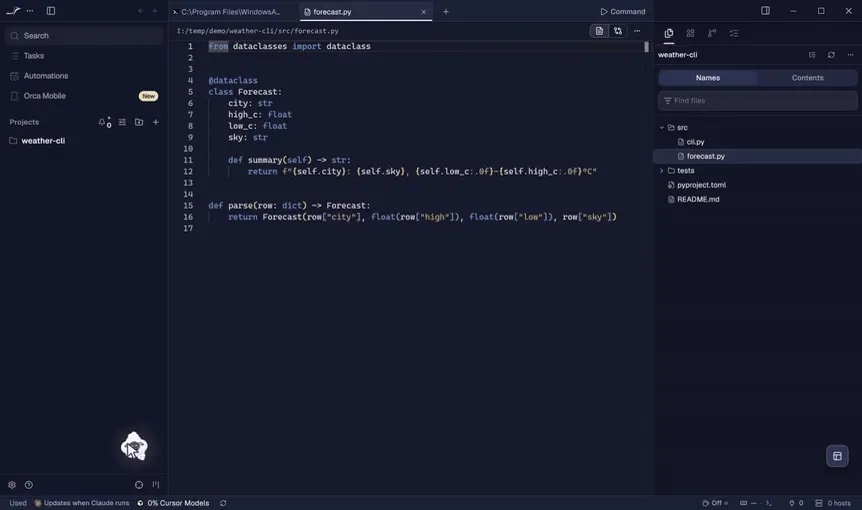 C:\Program Files\WindowsA...
forecast.py
Command
Search
Tasks
Automations
Orca Mobile
New
Projects
0
weather-cli
I:/temp/demo/weather-cli/src/forecast.py
1 from dataclasses import dataclass
2
3
4 @dataclass
5 class Forecast:
6 city: str
7 high_c: float
8 low_c: float
9 sky: str
10
11 def summary(self) -> str:
12 return f"{self.city}: {self.sky}, {self.low_c:.0f}~{self.high_c:.0f}°C"
13
14
15 def parse(row: dict) -> Forecast:
16 return Forecast(row["city"], float(row["high"]), float(row["low"]), row["sky"])
17
weather-cli
Names
Contents
Find files
src
cli.py
forecast.py
tests
pyproject.toml
README.md
Used
Updates when Claude runs
0% Cursor Models
Off
0
0 hosts